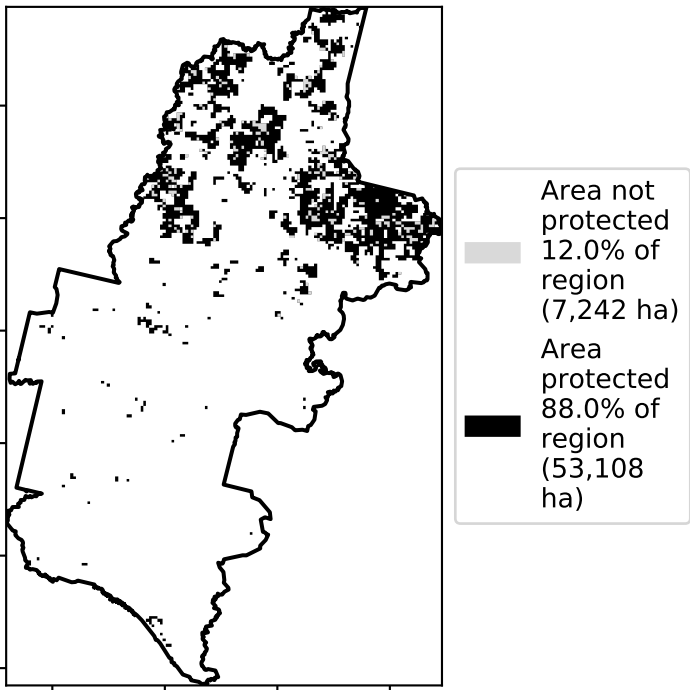 Area not
protected
12.0% of
region
(7,242 ha)
Area
protected
88.0% of
region
(53,108
ha)